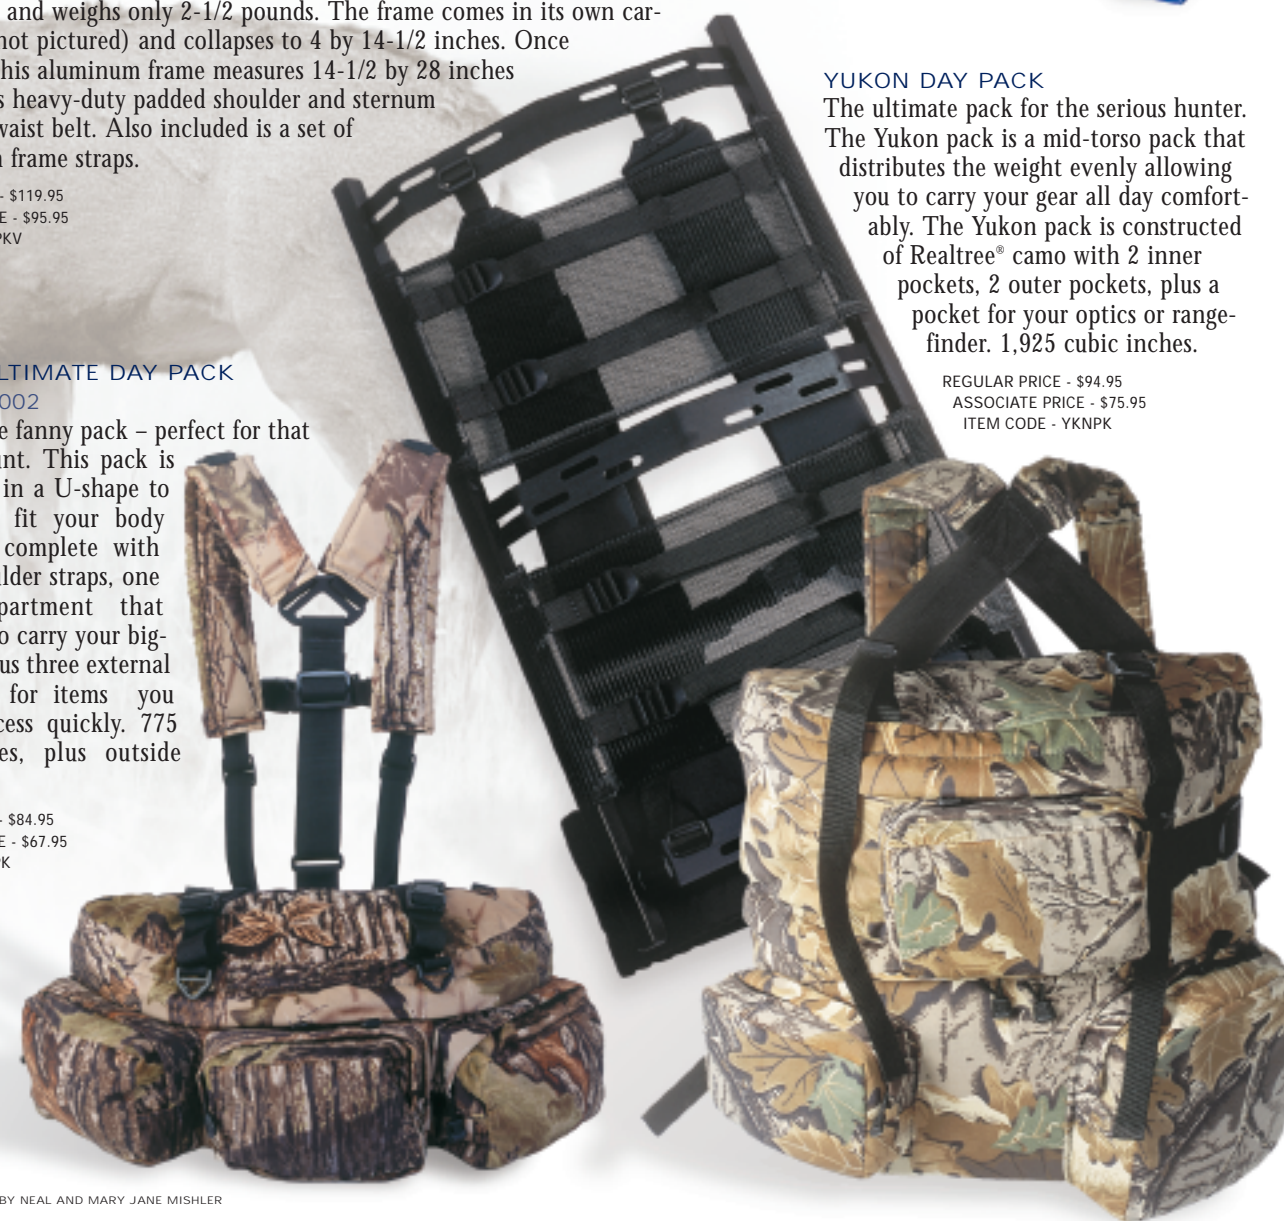 and weighs only 2-1/2 pounds. The frame comes in its own car-
not pictured) and collapses to 4 by 14-1/2 inches. Once
his aluminum frame measures 14-1/2 by 28 inches
s heavy-duty padded shoulder and sternum
waist belt. Also included is a set of
frame straps.
- $119.95
E - $95.95
PKV
LTIMATE DAY PACK
002
e fanny pack – perfect for that
unt. This pack is
in a U-shape to
fit your body
complete with
ulder straps, one
partment that
o carry your big-
us three external
for items you
cess quickly. 775
es, plus outside
- $84.95
E - $67.95
PK
YUKON DAY PACK
The ultimate pack for the serious hunter.
The Yukon pack is a mid-torso pack that
distributes the weight evenly allowing
you to carry your gear all day comfort-
ably. The Yukon pack is constructed
of Realtree® camo with 2 inner
pockets, 2 outer pockets, plus a
pocket for your optics or range-
finder. 1,925 cubic inches.
REGULAR PRICE - $94.95
ASSOCIATE PRICE - $75.95
ITEM CODE - YKNPK
BY NEAL AND MARY JANE MISHLER